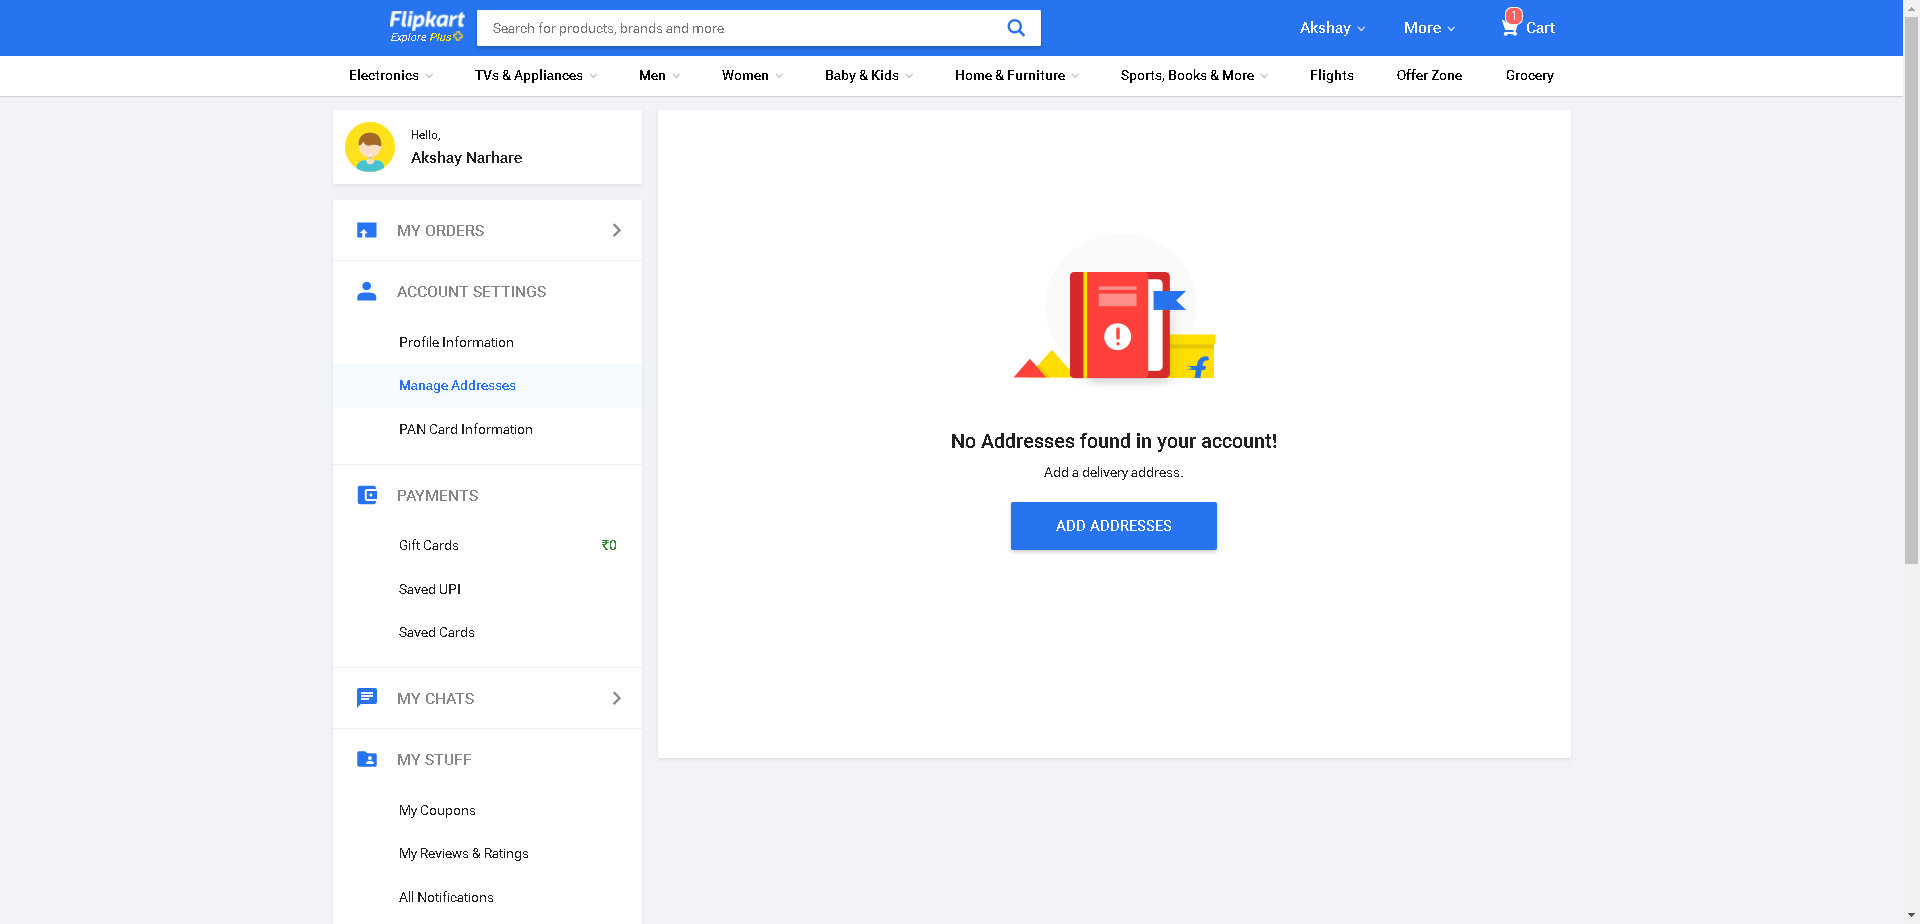 Flipkart
Explore Plus
Search for products, brands and more
Akshay
More
1
Cart
Electronics
TVs & Appliances
Men
Women
Baby & Kids
Home & Furniture
Sports, Books & More
Flights
Offer Zone
Grocery
Hello,
Akshay Narhare
MY ORDERS
ACCOUNT SETTINGS
Profile Information
Manage Addresses
PAN Card Information
PAYMENTS
Gift Cards ₹0
Saved UPI
Saved Cards
MY CHATS
MY STUFF
My Coupons
My Reviews & Ratings
All Notifications
No Addresses found in your account!
Add a delivery address.
ADD ADDRESSES